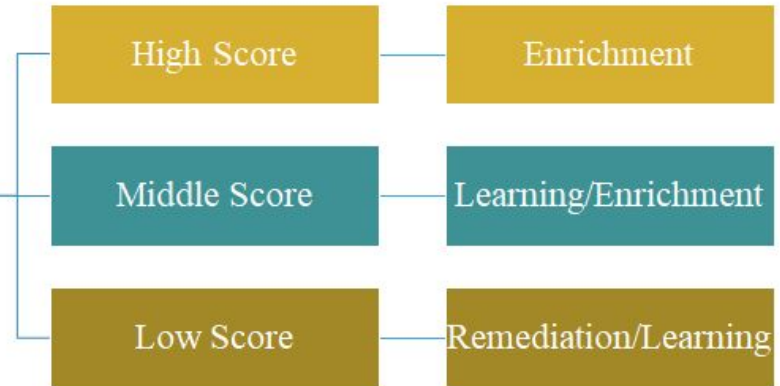 High Score
Enrichment
Middle Score
Learning/Enrichment
Low Score
Remediation/Learning